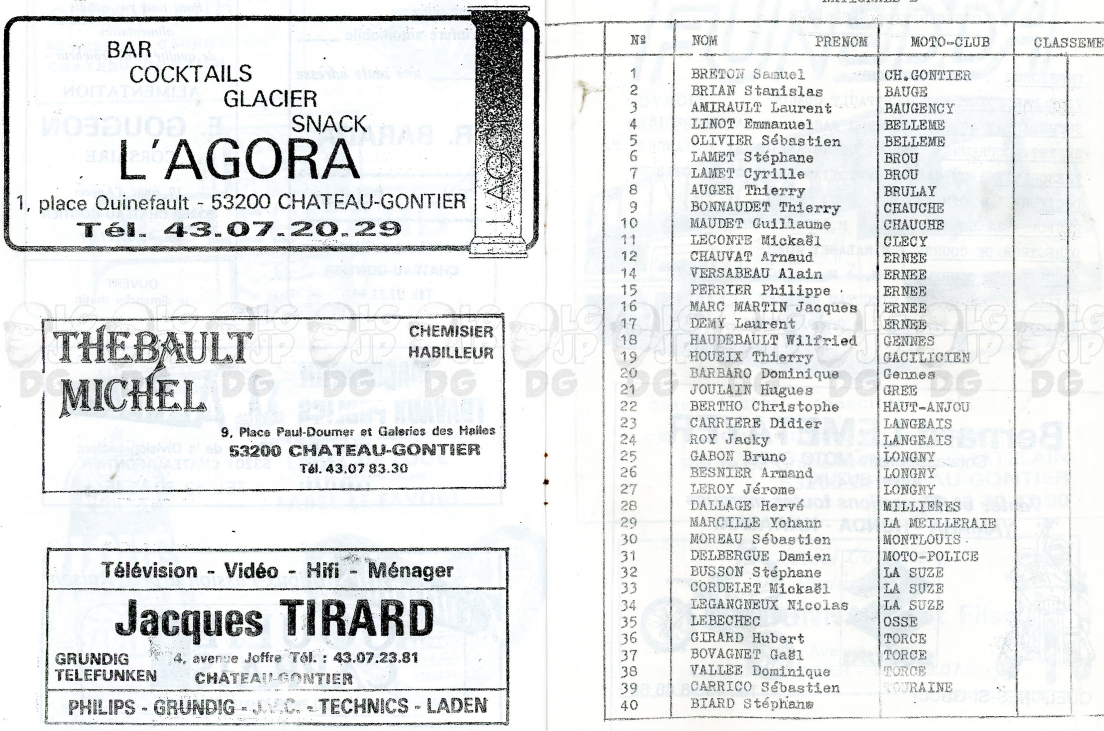 BAR
COCKTAILS
GLACIER
SNACK
L'AGORA
1, place Quinefault - 53200 CHATEAU-GONTIER
Tél. 43.07.20.29
L'AGO
THEBAULT
MICHEL
CHEMISIER
HABILLEUR
9, Place Paul-Doumer et Galeries des Halles
53200 CHATEAU-GONTIER
Tél. 43.07 83.30
Télévision - Vidéo - Hifi - Ménager
Jacques TIRARD
GRUNDIG
TELEFUNKEN
4, avenue Joffre Tél. : 43.07.23.81
CHÂTEAU-GONTIER
PHILIPS - GRUNDIG - J.V.C. - TECHNICS - LADEN
Nº NOM PRENOM MOTO-CLUB CLASSEME
1 BRETON Samuel CH.GONTIER
2 BRIAN Stanislas BAUGE
3 AMIRAULT Laurent BAUGENCY
4 LINOT Emmanuel BELLEME
5 OLIVIER Sébastien BELLEME
6 LAMET Stéphane BROU
7 LAMET Cyrille BROU
8 AUGER Thierry BRULAY
9 BONNAUDET Thierry CHAUCHE
10 MAUDET Guillaume CHAUCHE
11 LECONTE Mickaël CLECY
12 CHAUVAT Arnaud ERNEE
14 VERSABEAU Alain ERNEE
15 PERRIER Philippe ERNEE
16 MARC MARTIN Jacques ERNEE
17 DEMY Laurent ERNEE
18 HAUDEBAULT Wilfried GENNES
19 HOUEIX Thierry GACILICIEN
20 BARBARO Dominique Gennes
21 JOULAIN Hugues GREE
22 BERTHO Christophe HAUT-ANJOU
23 CARRIERE Didier LANGEAIS
24 ROY Jacky LANGEAIS
25 GABON Bruno LONGNY
26 BESNIER Armand LONGNY
27 LEROY Jérome LONGNY
28 DALLAGE Hervé MILLIERES
29 MARCILLE Yohann LA MEILLERAIE
30 MOREAU Sébastien MONTLOUIS
31 DELBERGUE Damien MOTO-POLICE
32 BUSSON Stéphane LA SUZE
33 CORDELET Mickaël LA SUZE
34 LEGANGNEUX Nicolas LA SUZE
35 LEBECHEC OSSE
36 GIRARD Hubert TORCE
37 BOVAGNET Gaël TORCE
38 VALLEE Dominique TORCE
39 CARRICO Sébastien TOURAINE
40 BIARD Stéphane